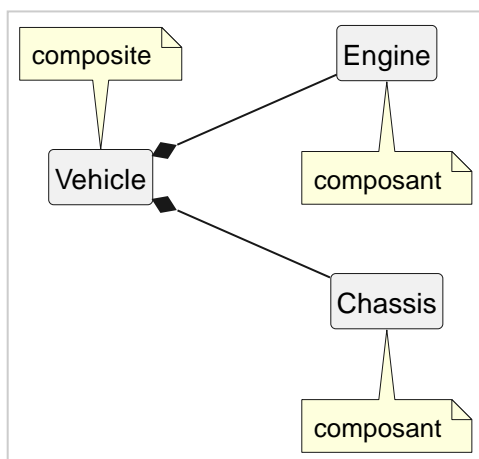 composite
Engine
Vehicle
composant
Chassis
composant